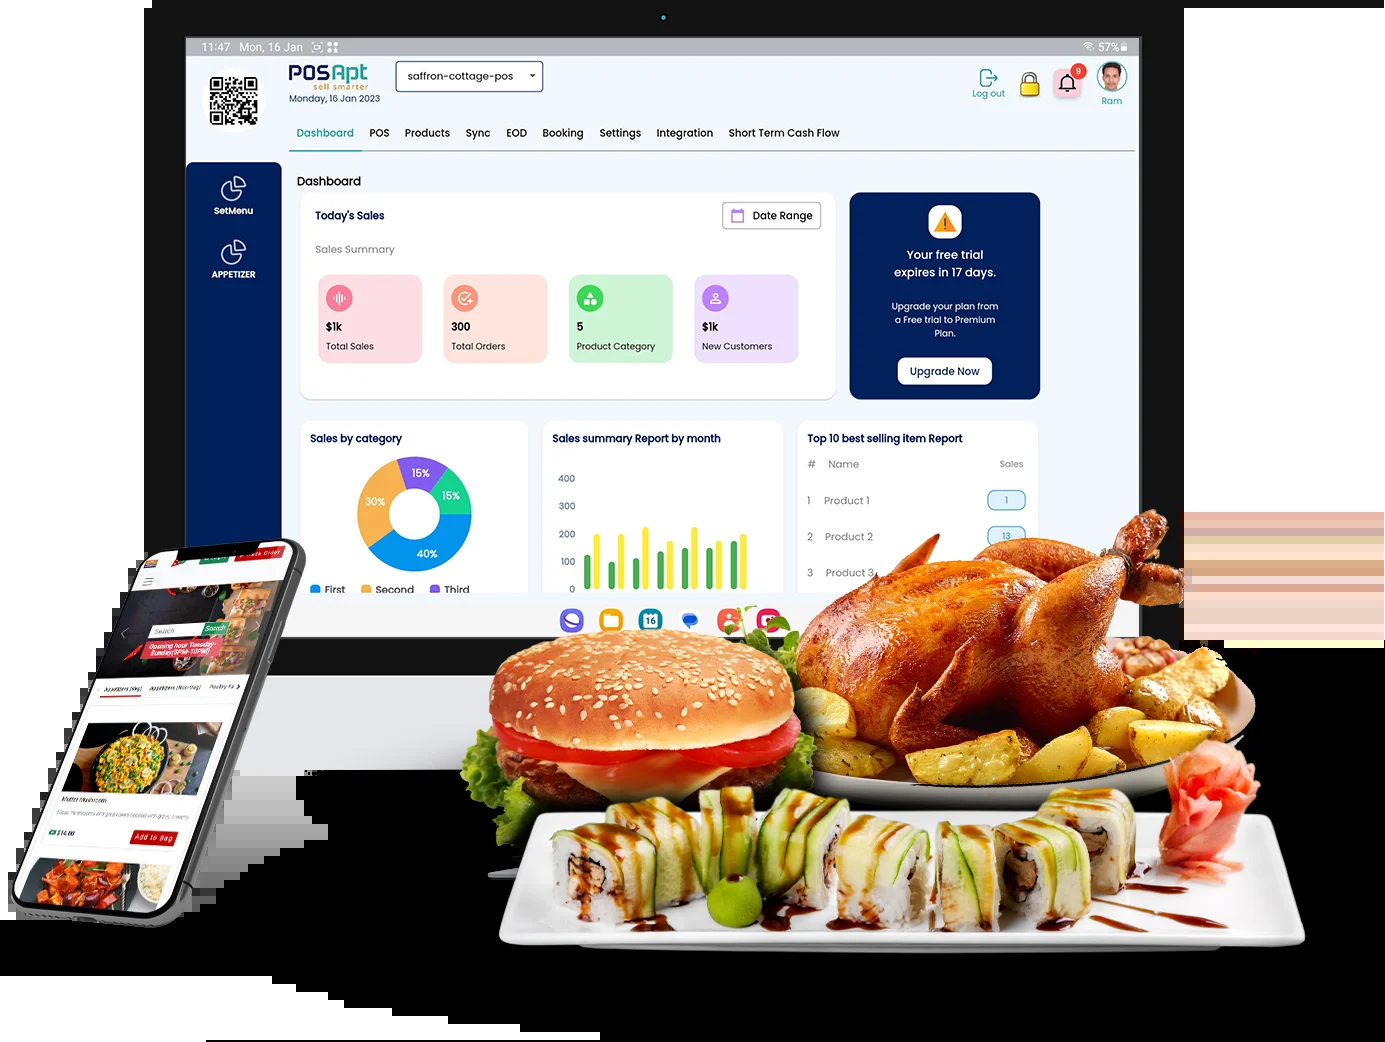 11:47 Mon, 16 Jan
57%
POSApt
sell smarter
Monday, 16 Jan 2023
saffron-cottage-pos
Log out
9
Ram
Dashboard POS Products Sync EOD Booking Settings Integration Short Term Cash Flow
SetMenu
APPETIZER
Dashboard
Today's Sales
Date Range
Sales Summary
$1k
Total Sales
300
Total Orders
5
Product Category
$1k
New Customers
Your free trial
expires in 17 days.
Upgrade your plan from
a Free trial to Premium
Plan.
Upgrade Now
Sales by category
15%
15%
30%
40%
First Second Third
Sales summary Report by month
400
300
200
100
0
Top 10 best selling item Report
# Name Sales
1 Product 1 1
2 Product 2 13
3 Product 3
16
Order
Search Search
Opening hour Tuesday-
Sunday(5PM-10PM)
Appetizers (Veg) Appetizers (Non-Veg) Poultry
Mutter Mushroom
$14.00
Add to Bag